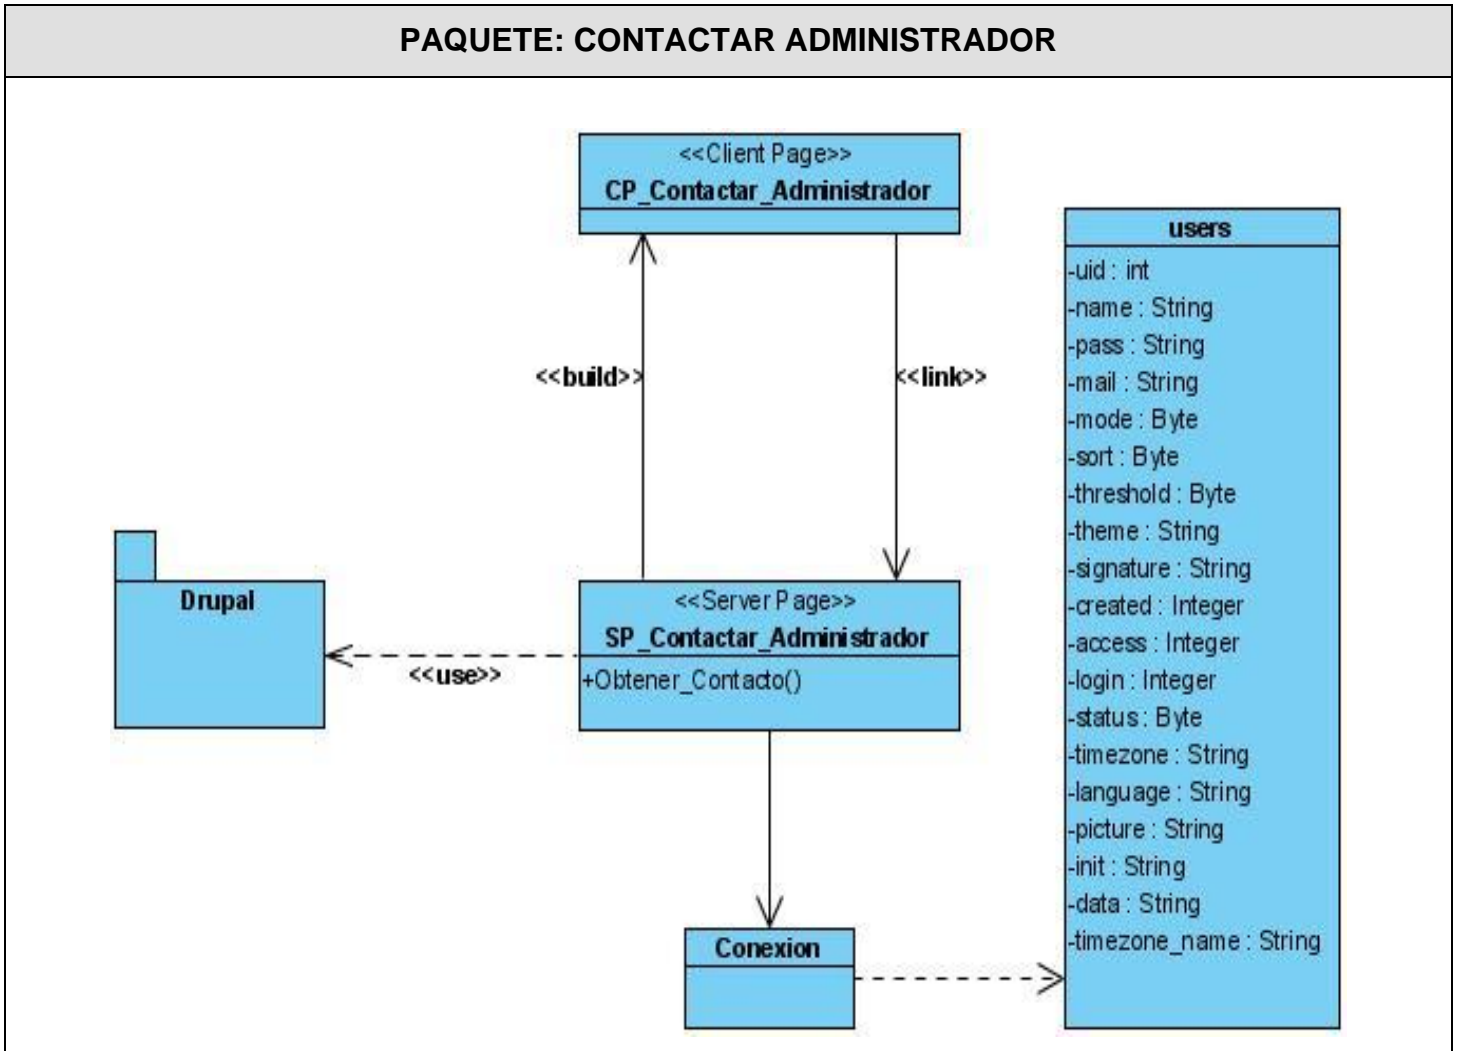 PAQUETE: CONTACTAR ADMINISTRADOR
<<Client Page>>
CP_Contactar_Administrador
<<build>>
<<link>>
Drupal
<<use>>
<<Server Page>>
SP_Contactar_Administrador
+Obtener_Contacto()
Conexion
users
-uid : int
-name : String
-pass : String
-mail : String
-mode : Byte
-sort : Byte
-threshold : Byte
-theme : String
-signature : String
-created : Integer
-access : Integer
-login : Integer
-status : Byte
-timezone : String
-language : String
-picture : String
-init : String
-data : String
-timezone_name : String